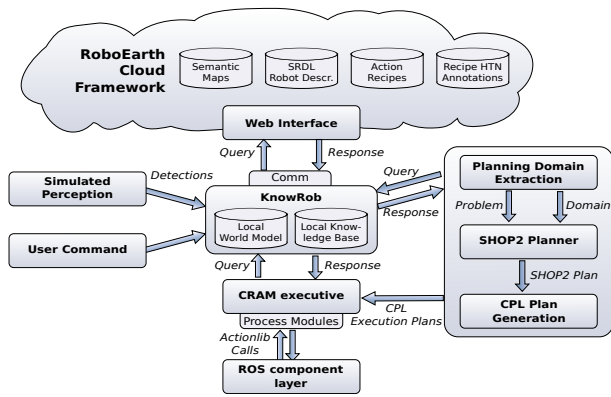 RoboEarth
Cloud
Framework
Semantic
Maps
SRDL
Robot Descr.
Action
Recipes
Recipe HTN
Annotations
Web Interface
Query
Response
Comm
KnowRob
Local
World Model
Local Know-
ledge Base
Detections
Simulated
Perception
User Command
Query
Response
Planning Domain
Extraction
Problem
Domain
SHOP2 Planner
SHOP2 Plan
CPL Plan
Generation
Query
Response
CRAM executive
Process Modules
CPL
Execution Plans
Actionlib
Calls
ROS component
layer